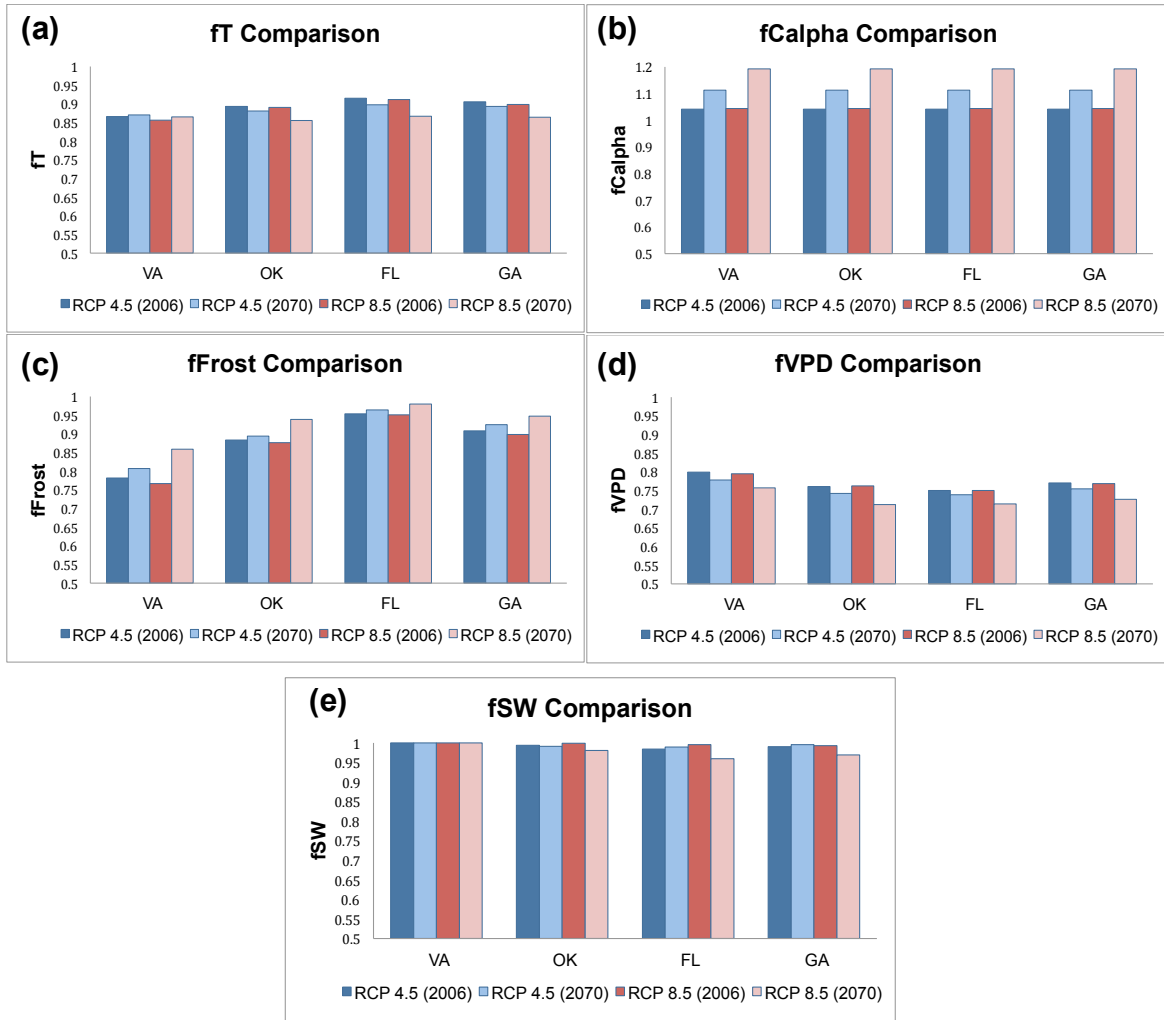 (a)
fT Comparison
1
0.95
0.9
0.85
0.8
0.75
0.7
0.65
0.6
0.55
0.5
fT
VA OK FL GA
RCP 4.5 (2006) RCP 4.5 (2070) RCP 8.5 (2006) RCP 8.5 (2070)
(b)
fCalpha Comparison
1.2
1.1
1
0.9
0.8
0.7
0.6
0.5
fCalpha
VA OK FL GA
RCP 4.5 (2006) RCP 4.5 (2070) RCP 8.5 (2006) RCP 8.5 (2070)
(c)
fFrost Comparison
1
0.95
0.9
0.85
0.8
0.75
0.7
0.65
0.6
0.55
0.5
fFrost
VA OK FL GA
RCP 4.5 (2006) RCP 4.5 (2070) RCP 8.5 (2006) RCP 8.5 (2070)
(d)
fVPD Comparison
1
0.95
0.9
0.85
0.8
0.75
0.7
0.65
0.6
0.55
0.5
fVPD
VA OK FL GA
RCP 4.5 (2006) RCP 4.5 (2070) RCP 8.5 (2006) RCP 8.5 (2070)
(e)
fSW Comparison
1
0.95
0.9
0.85
0.8
0.75
0.7
0.65
0.6
0.55
0.5
fSW
VA OK FL GA
RCP 4.5 (2006) RCP 4.5 (2070) RCP 8.5 (2006) RCP 8.5 (2070)